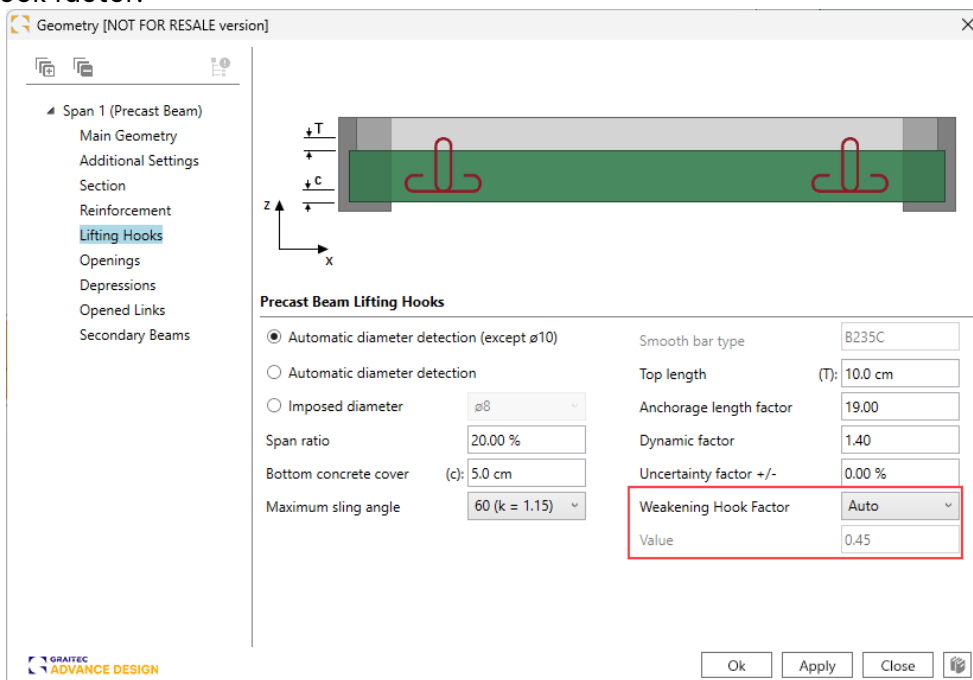 ook factor.
Geometry [NOT FOR RESALE version]
Span 1 (Precast Beam)
Main Geometry
Additional Settings
Section
Reinforcement
Lifting Hooks
Openings
Depressions
Opened Links
Secondary Beams
T
c
z
x
Precast Beam Lifting Hooks
Automatic diameter detection (except ø10)
Automatic diameter detection
Imposed diameter ø8
Span ratio 20.00 %
Bottom concrete cover (c): 5.0 cm
Maximum sling angle 60 (k = 1.15)
Smooth bar type B235C
Top length (T): 10.0 cm
Anchorage length factor 19.00
Dynamic factor 1.40
Uncertainty factor +/- 0.00 %
Weakening Hook Factor Auto
Value 0.45
GRAITEC
ADVANCE DESIGN
Ok Apply Close